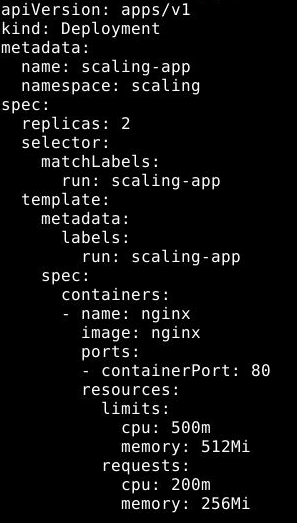 apiVersion: apps/v1
kind: Deployment
metadata:
  name: scaling-app
  namespace: scaling
spec:
  replicas: 2
  selector:
    matchLabels:
      run: scaling-app
  template:
    metadata:
      labels:
        run: scaling-app
    spec:
      containers:
      - name: nginx
        image: nginx
        ports:
        - containerPort: 80
        resources:
          limits:
            cpu: 500m
            memory: 512Mi
          requests:
            cpu: 200m
            memory: 256Mi